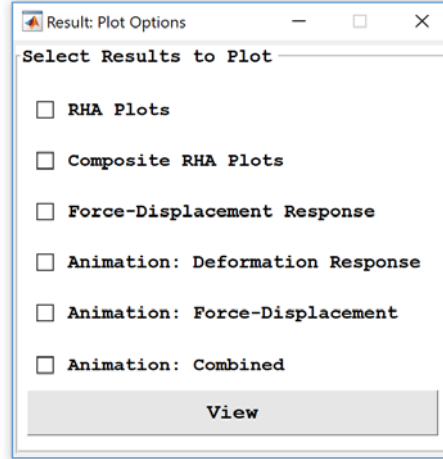 Result: Plot Options
Select Results to Plot
RHA Plots
Composite RHA Plots
Force-Displacement Response
Animation: Deformation Response
Animation: Force-Displacement
Animation: Combined
View